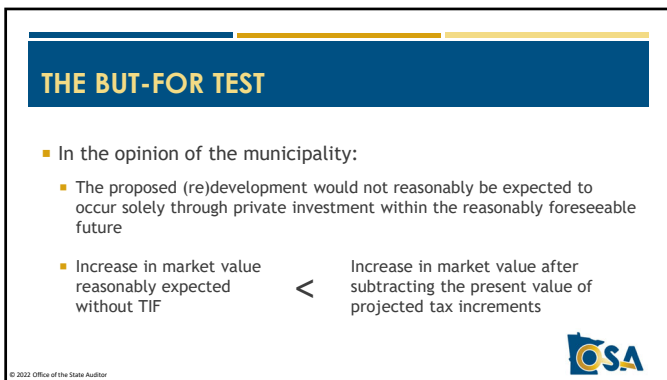 THE BUT-FOR TEST
In the opinion of the municipality:
The proposed (re)development would not reasonably be expected to
occur solely through private investment within the reasonably foreseeable
future
Increase in market value
reasonably expected
without TIF
<
Increase in market value after
subtracting the present value of
projected tax increments
© 2022 Office of the State Auditor
OSA